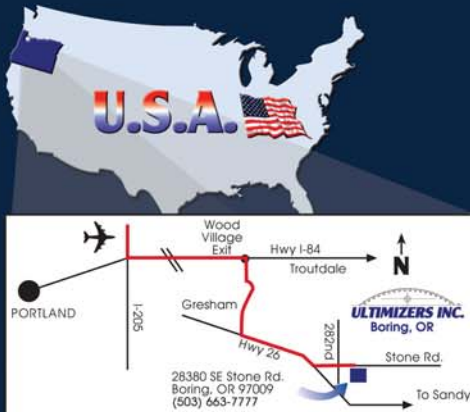 U.S.A.
Wood
Village
Exit
Hwy I-84
Troutdale
N
PORTLAND
I-205
Gresham
Hwy 26
282nd
ULTIMIZERS INC.
Boring, OR
Stone Rd.
28380 SE Stone Rd.
Boring, OR 97009
(503) 663-7777
To Sandy